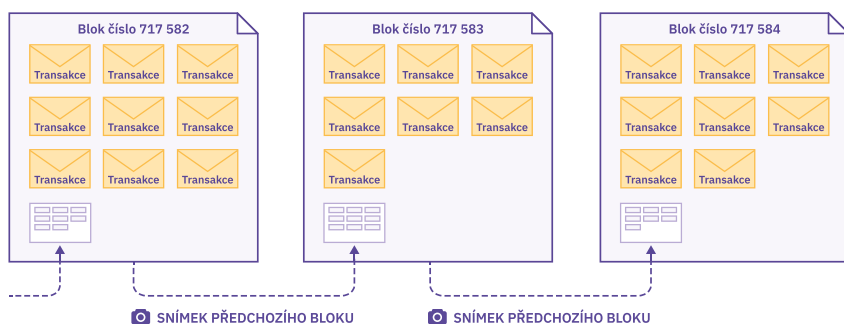 Blok číslo 717 582
Transakce Transakce Transakce
Transakce Transakce Transakce
Transakce Transakce Transakce
Blok číslo 717 583
Transakce Transakce Transakce
Transakce Transakce Transakce
Transakce
Blok číslo 717 584
Transakce Transakce Transakce
Transakce Transakce Transakce
Transakce Transakce
SNÍMEK PŘEDCHOZÍHO BLOKU
SNÍMEK PŘEDCHOZÍHO BLOKU